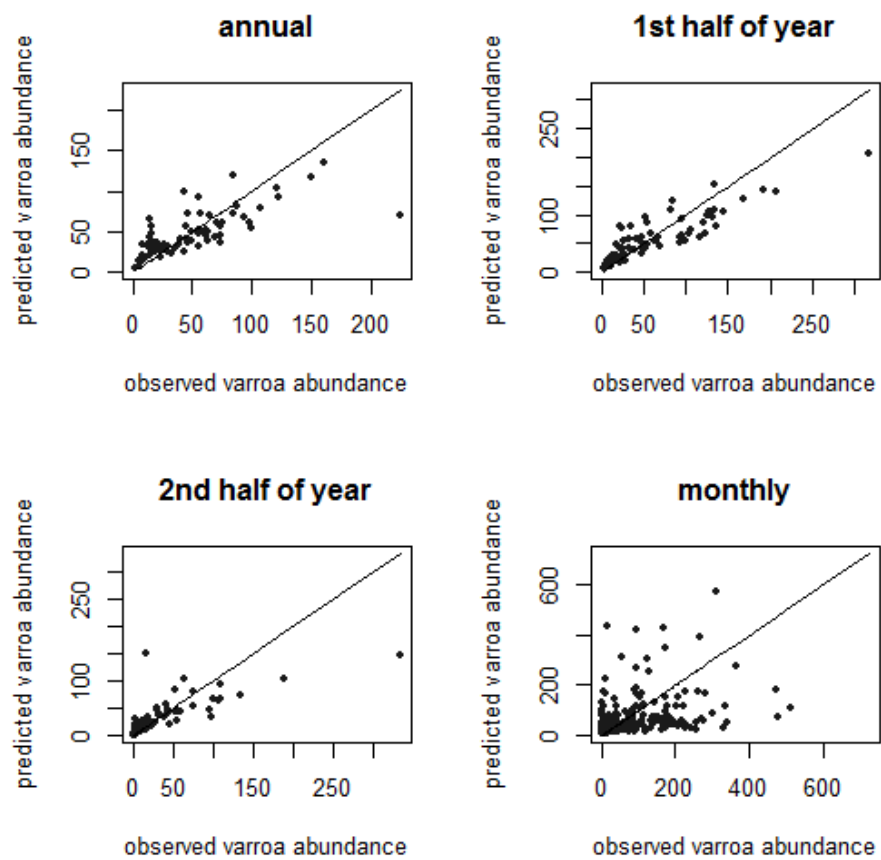 annual
predicted varroa abundance
0 50 150
0 50 100 150 200
observed varroa abundance
1st half of year
predicted varroa abundance
0 100 250
0 50 150 250
observed varroa abundance
2nd half of year
predicted varroa abundance
0 100 250
0 50 150 250
observed varroa abundance
monthly
predicted varroa abundance
0 200 600
0 200 400 600
observed varroa abundance